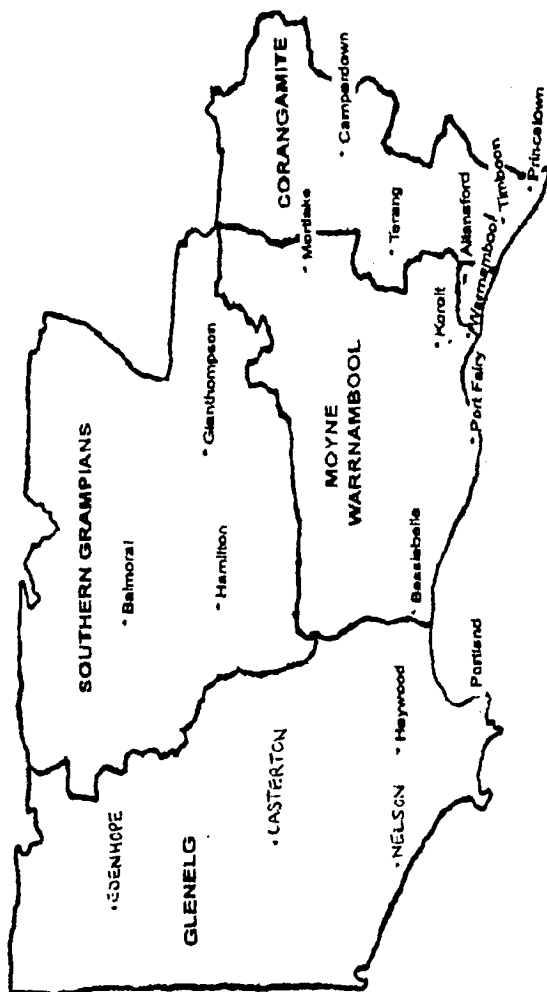 SOUTHERN GRAMPIANS
Balmoral
Glenthompson
Hamilton
EDENHOPE
GLENELG
CASTERTON
CORANGAMITE
Camperdown
Mortlake
Terang
MOYNE
WARRNAMBOOL
Koroit
Allansford
Warrnambool
Timboon
Princetown
Port Fairy
Bessiebelle
Heywood
NELSON
Portland